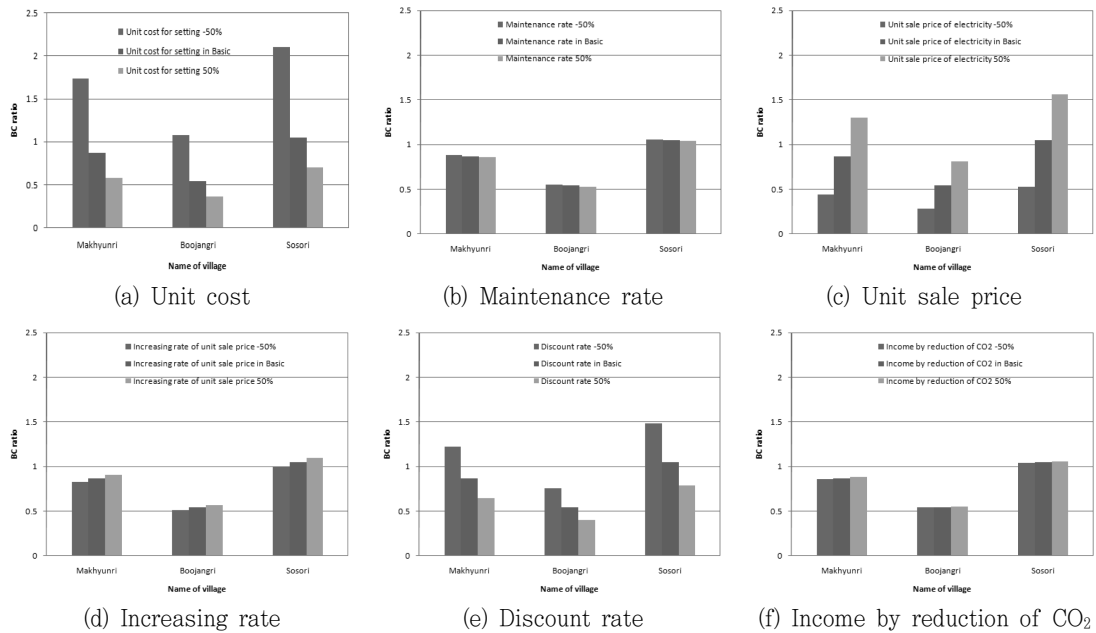 2.5
2
1.5
1
0.5
0
BC ratio
Unit cost for setting -50%
Unit cost for setting in Basic
Unit cost for setting 50%
Makhyunri Boojangri Sosori
Name of village
(a) Unit cost
2.5
2
1.5
1
0.5
0
BC ratio
Maintenance rate -50%
Maintenance rate in Basic
Maintenance rate 50%
Makhyunri Boojangri Sosori
Name of village
(b) Maintenance rate
2.5
2
1.5
1
0.5
0
BC ratio
Unit sale price of electricity -50%
Unit sale price of electricity in Basic
Unit sale price of electricity 50%
Makhyunri Boojangri Sosori
Name of village
(c) Unit sale price
2.5
2
1.5
1
0.5
0
BC ratio
Increasing rate of unit sale price -50%
Increasing rate of unit sale price in Basic
Increasing rate of unit sale price 50%
Makhyunri Boojangri Sosori
Name of village
(d) Increasing rate
2.5
2
1.5
1
0.5
0
BC ratio
Discount rate -50%
Discount rate in Basic
Discount rate 50%
Makhyunri Boojangri Sosori
Name of village
(e) Discount rate
2.5
2
1.5
1
0.5
0
BC ratio
Income by reduction of CO2 -50%
Income by reduction of CO2 in Basic
Income by reduction of CO2 50%
Makhyunri Boojangri Sosori
Name of village
(f) Income by reduction of CO₂